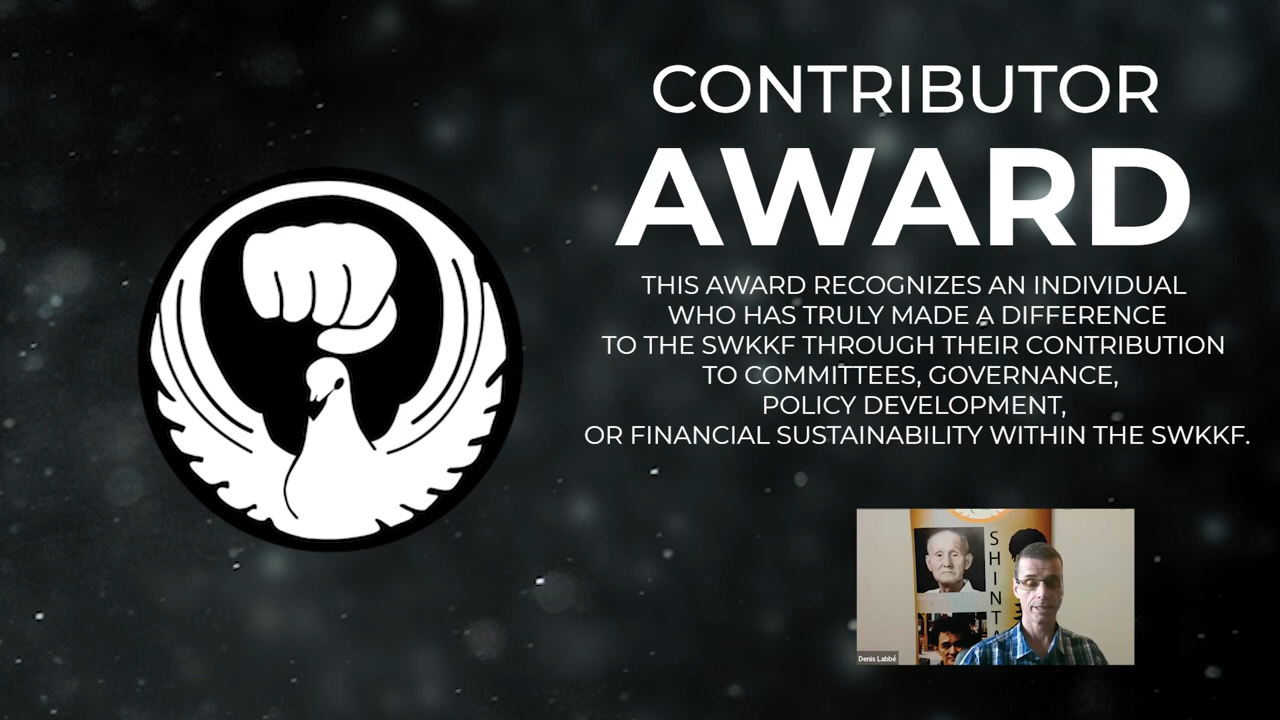 CONTRIBUTOR
AWARD
THIS AWARD RECOGNIZES AN INDIVIDUAL
WHO HAS TRULY MADE A DIFFERENCE
TO THE SWKKF THROUGH THEIR CONTRIBUTION
TO COMMITTEES, GOVERNANCE,
POLICY DEVELOPMENT,
OR FINANCIAL SUSTAINABILITY WITHIN THE SWKKF.
SHINTA
Denis Labbé